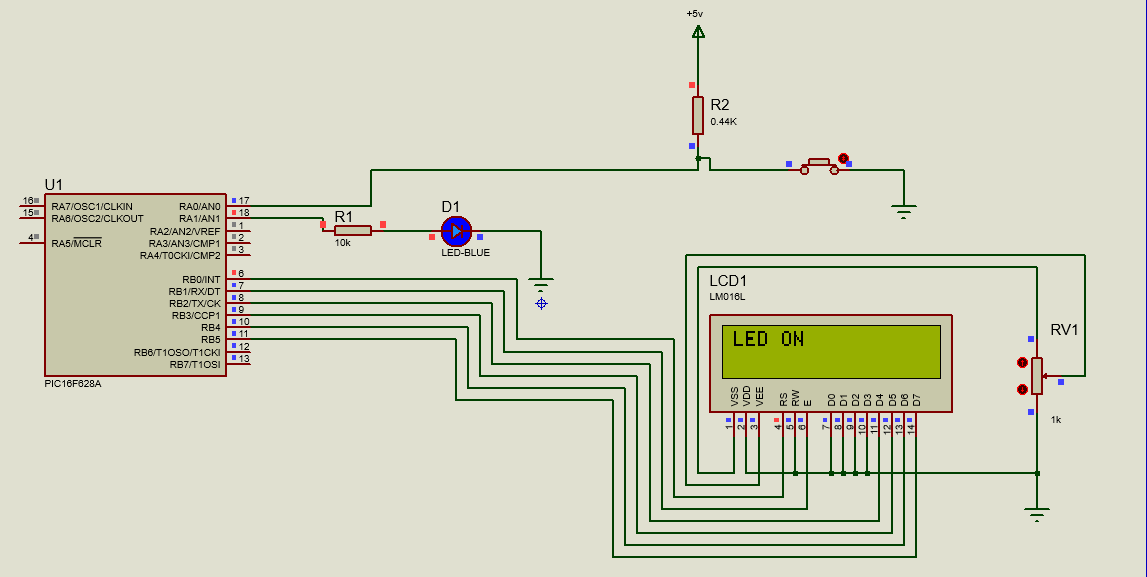 +5v
R2
0.44K
U1
16 RA7/OSC1/CLKIN RA0/AN0 17
15 RA6/OSC2/CLKOUT RA1/AN1 18
RA2/AN2/VREF 1
4 RA5/MCLR RA3/AN3/CMP1 2
RA4/T0CKI/CMP2 3
RB0/INT 6
RB1/RX/DT 7
RB2/TX/CK 8
RB3/CCP1 9
RB4 10
RB5 11
RB6/T1OSO/T1CKI 12
RB7/T1OSI 13
PIC16F628A
R1
10k
D1
LED-BLUE
LCD1
LM016L
LED ON
VSS VDD VEE RS RW E D0 D1 D2 D3 D4 D5 D6 D7
1 2 3 4 5 6 7 8 9 10 11 12 13 14
RV1
1k